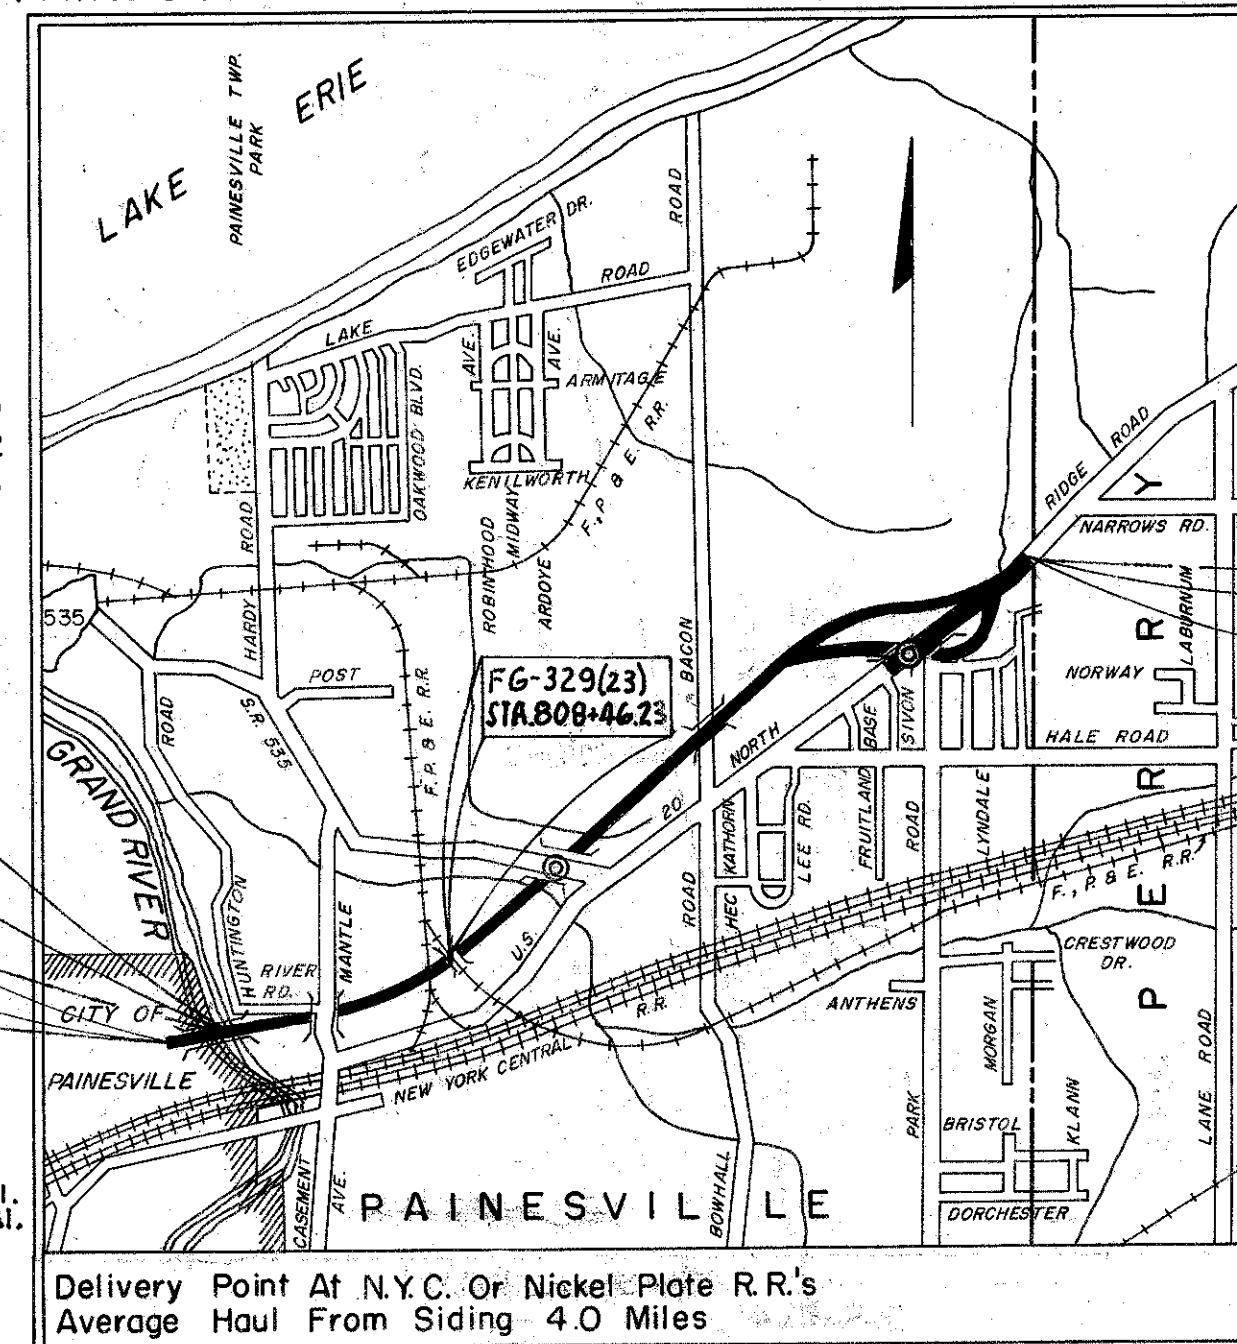 LAKE ERIE
PAINESVILLE TWP.
PARK
EDGEWATER DR.
ROAD
ROAD
LAKE
AVE.
AVE.
ARMITAGE
OAKWOOD BLVD.
KENILWORTH
F., P. & E. R.R.
ROAD
ROBINHOOD
MIDWAY
ARDOYE
RIDGE ROAD
NARROWS RD.
LABURNUM
535
HARDY
POST
F. P. & E. R.R.
FG-329(23)
STA.808+46.23
BACON
NORWAY
ROAD
S.R. 535
BASE
SIVON
HALE ROAD
NORTH
GRAND RIVER
20
KATHORN
LEE RD.
FRUITLAND
ROAD
LYNDALE
F., P. & E. R.R.
HUNTINGTON
MANTLE
U.S.
ROAD
HEC
RIVER
RD.
CRESTWOOD
DR.
CITY OF
PAINESVILLE
R.R.
NEW YORK CENTRAL
ANTHENS
MORGAN
PERRY
PARK
BRISTOL
KLANN
LANE ROAD
CASEMENT
AVE.
PAINESVILLE
BOWHALL
DORCHESTER
Delivery Point At N.Y.C. Or Nickel Plate R.R.'s
Average Haul From Siding 4.0 Miles